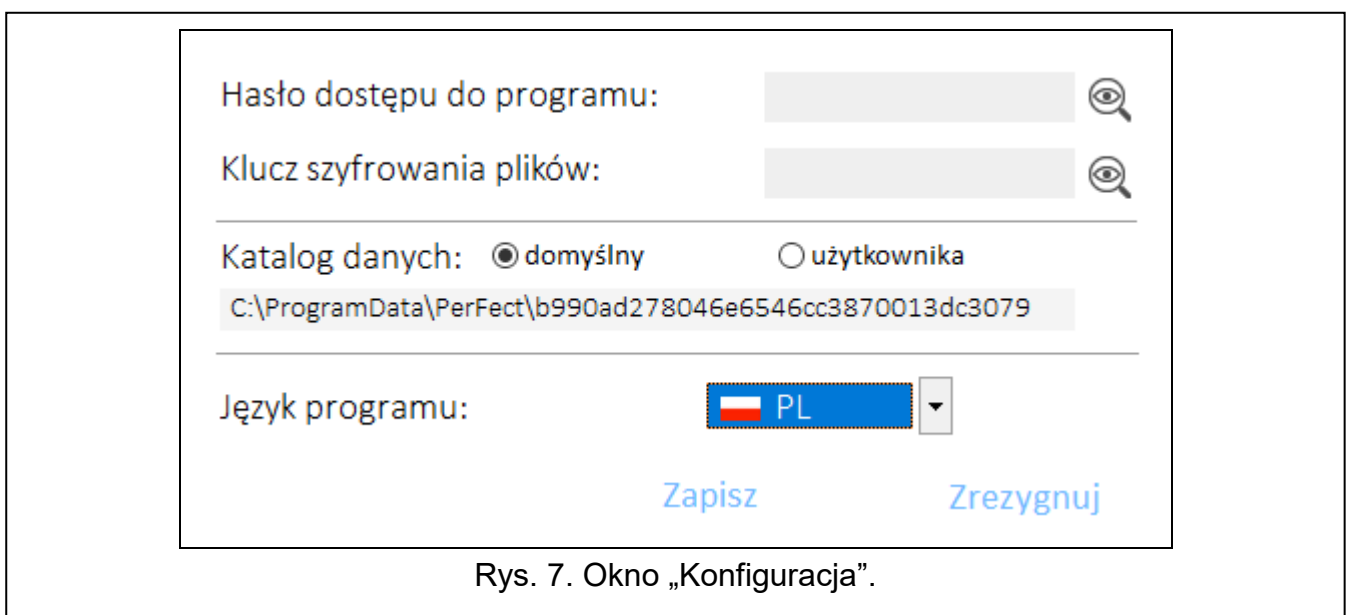 Hasło dostępu do programu:
Klucz szyfrowania plików:
Katalog danych: domyślny użytkownika
C:\ProgramData\PerFect\b990ad278046e6546cc3870013dc3079
Język programu: PL
Zapisz Zrezygnuj
Rys. 7. Okno „Konfiguracja”.